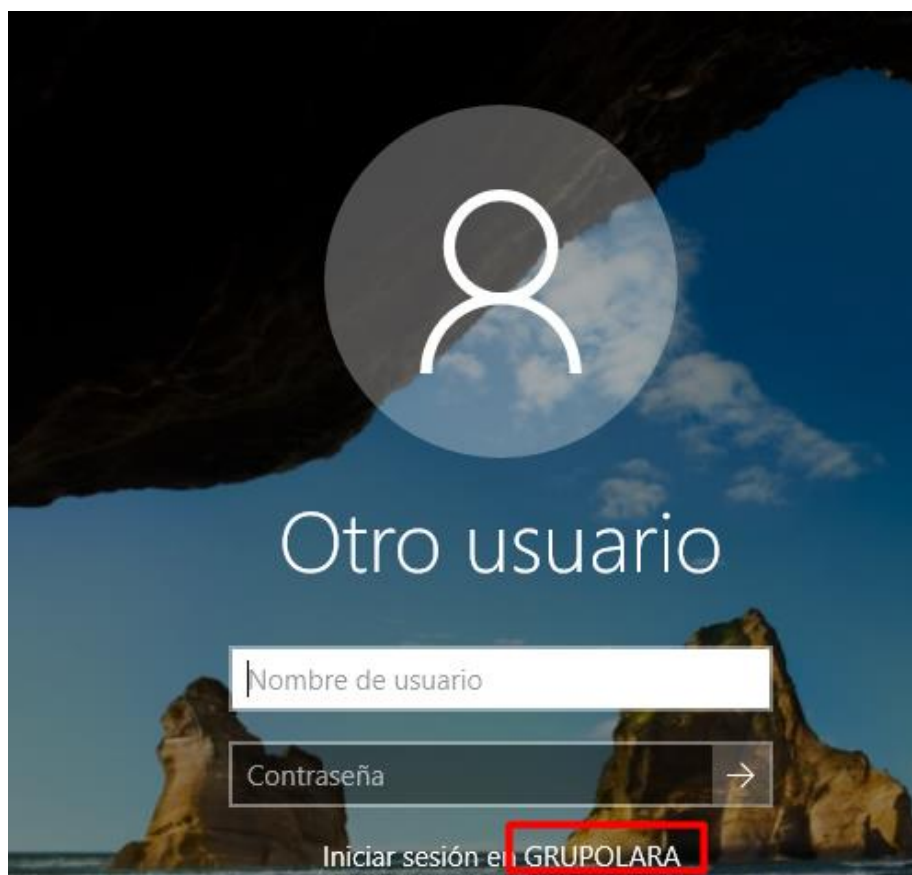 Otro usuario
Nombre de usuario
Contraseña
Iniciar sesión en GRUPOLARA